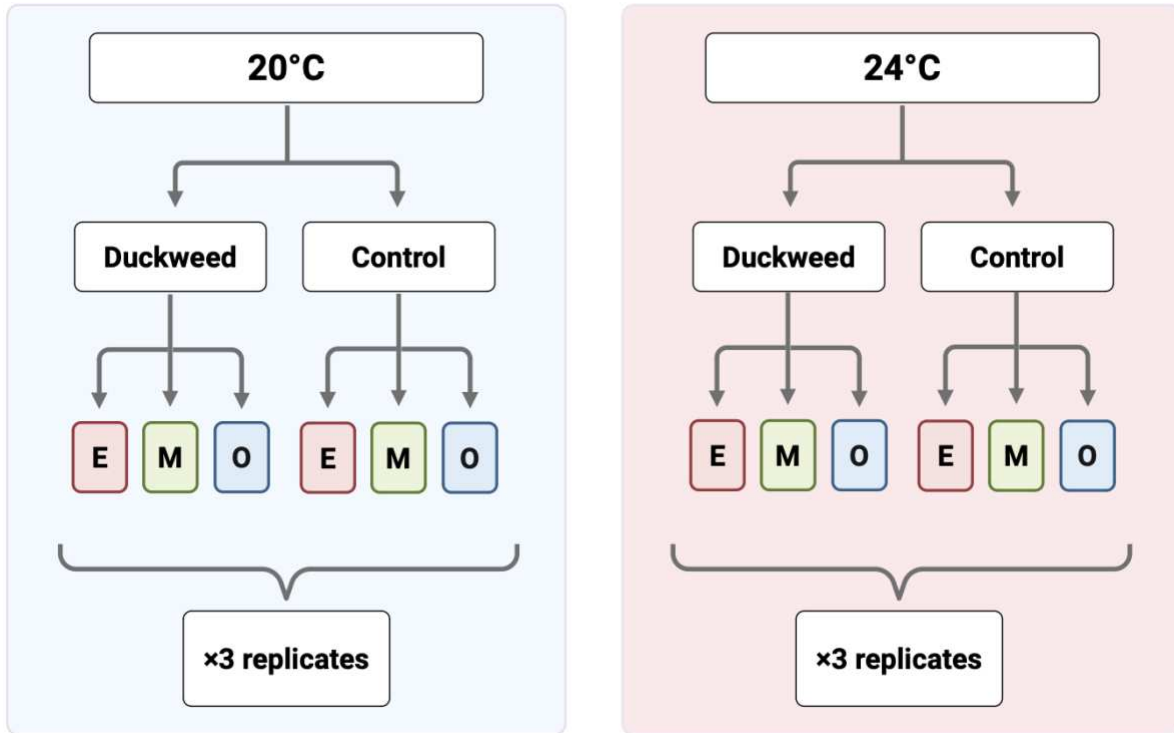 20°C
24°C
Duckweed
Control
Duckweed
Control
E
M
O
E
M
O
E
M
O
E
M
O
×3 replicates
×3 replicates